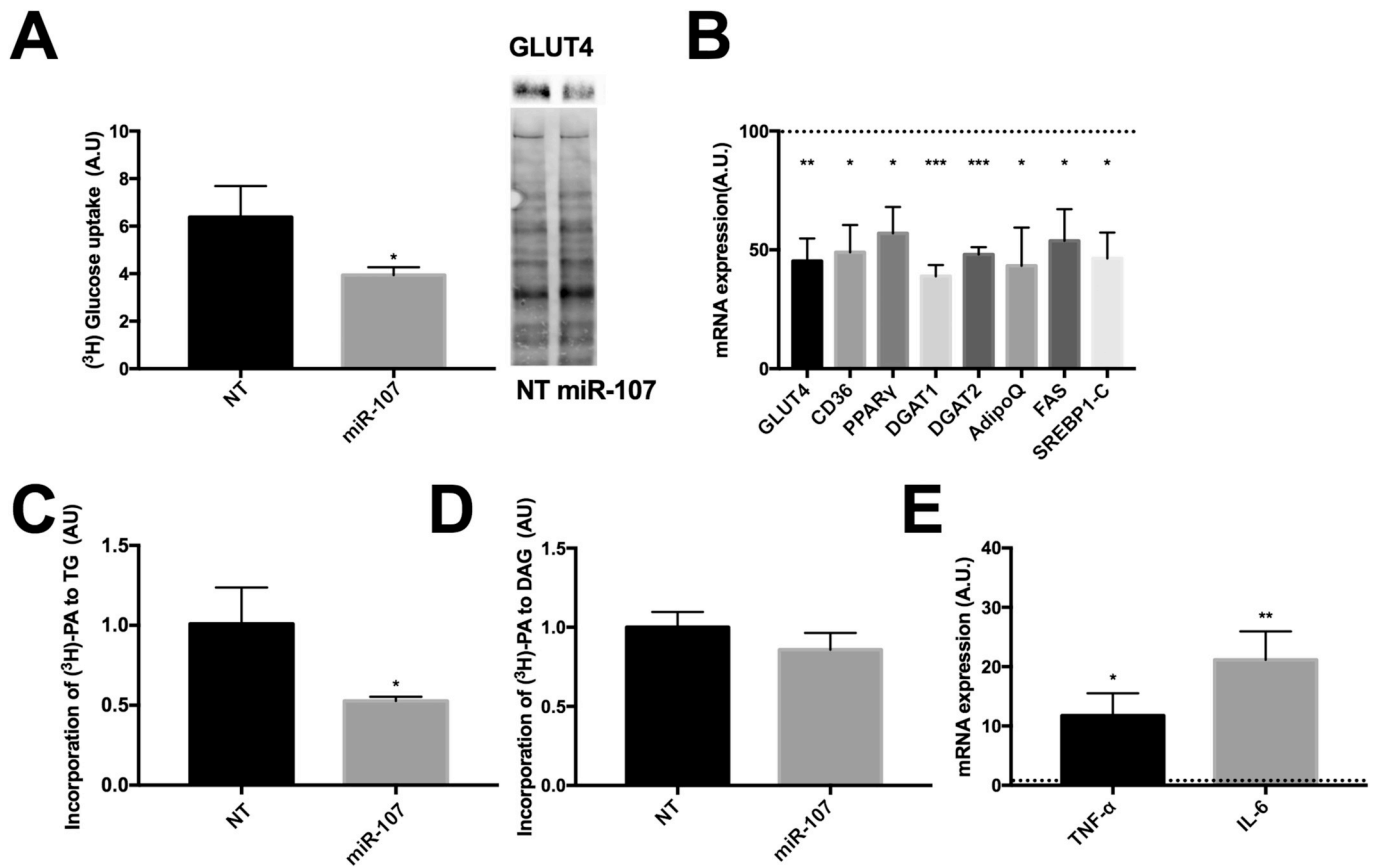 A
GLUT4
(³H) Glucose uptake (A.U)
10
8
6
4
2
0
*
NT
miR-107
NT miR-107
B
mRNA expression(A.U.)
100
50
0
** * * *** *** * * *
GLUT4
CD36
PPARγ
DGAT1
DGAT2
AdipoQ
FAS
SREBP1-C
C
Incorporation of (³H)-PA to TG (AU)
1.5
1.0
0.5
0.0
*
NT
miR-107
D
Incorporation of (³H)-PA to DAG (AU)
1.5
1.0
0.5
0.0
NT
miR-107
E
mRNA expression (A.U.)
40
30
20
10
0
*
**
TNF-α
IL-6